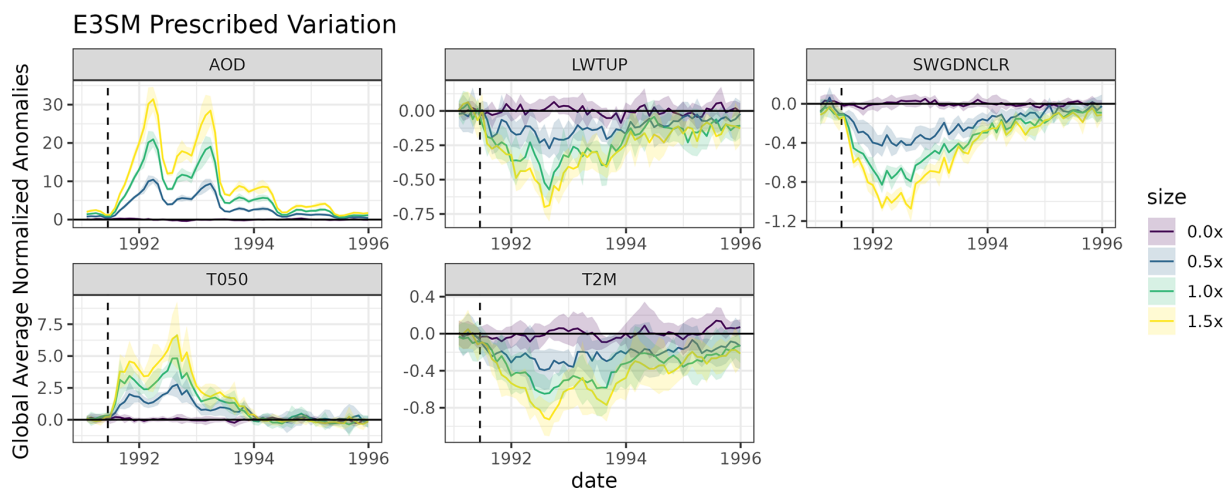 E3SM Prescribed Variation
Global Average Normalized Anomalies
AOD
30
20
10
0
1992 1994 1996
LWTUP
0.00
-0.25
-0.50
-0.75
1992 1994 1996
SWGDNCLR
0.0
-0.4
-0.8
-1.2
1992 1994 1996
T050
7.5
5.0
2.5
0.0
1992 1994 1996
T2M
0.4
0.0
-0.4
-0.8
1992 1994 1996
date
size
0.0x
0.5x
1.0x
1.5x